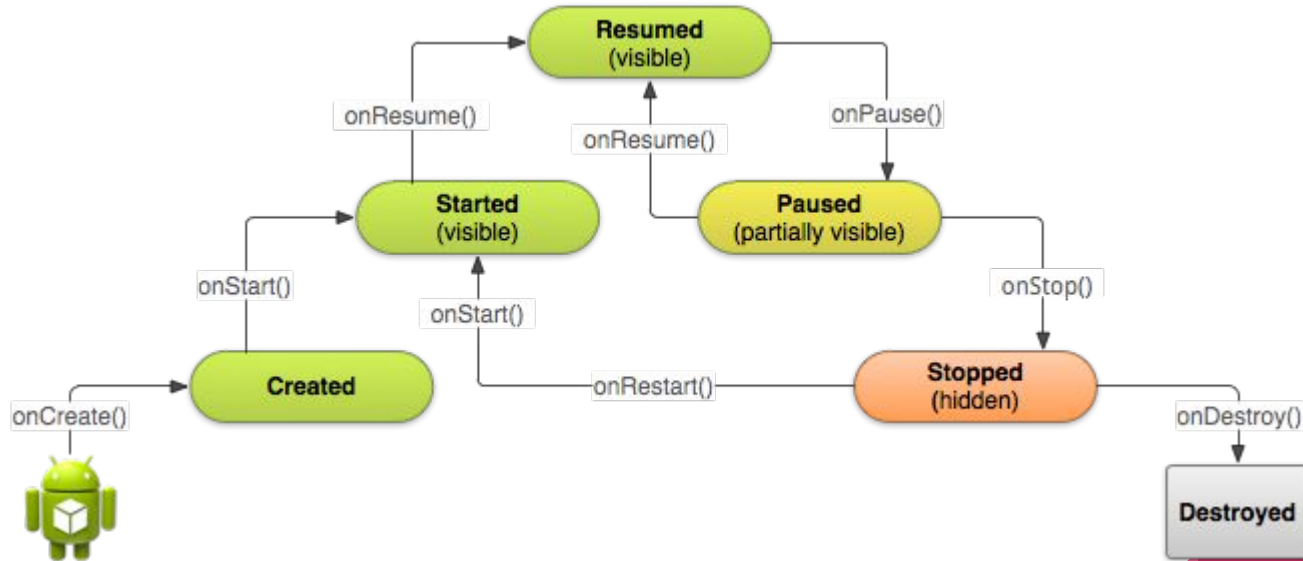 Resumed
(visible)
onResume()
onResume()
onPause()
Started
(visible)
Paused
(partially visible)
onStart()
onStart()
onStop()
Created
onRestart()
Stopped
(hidden)
onCreate()
onDestroy()
Destroyed